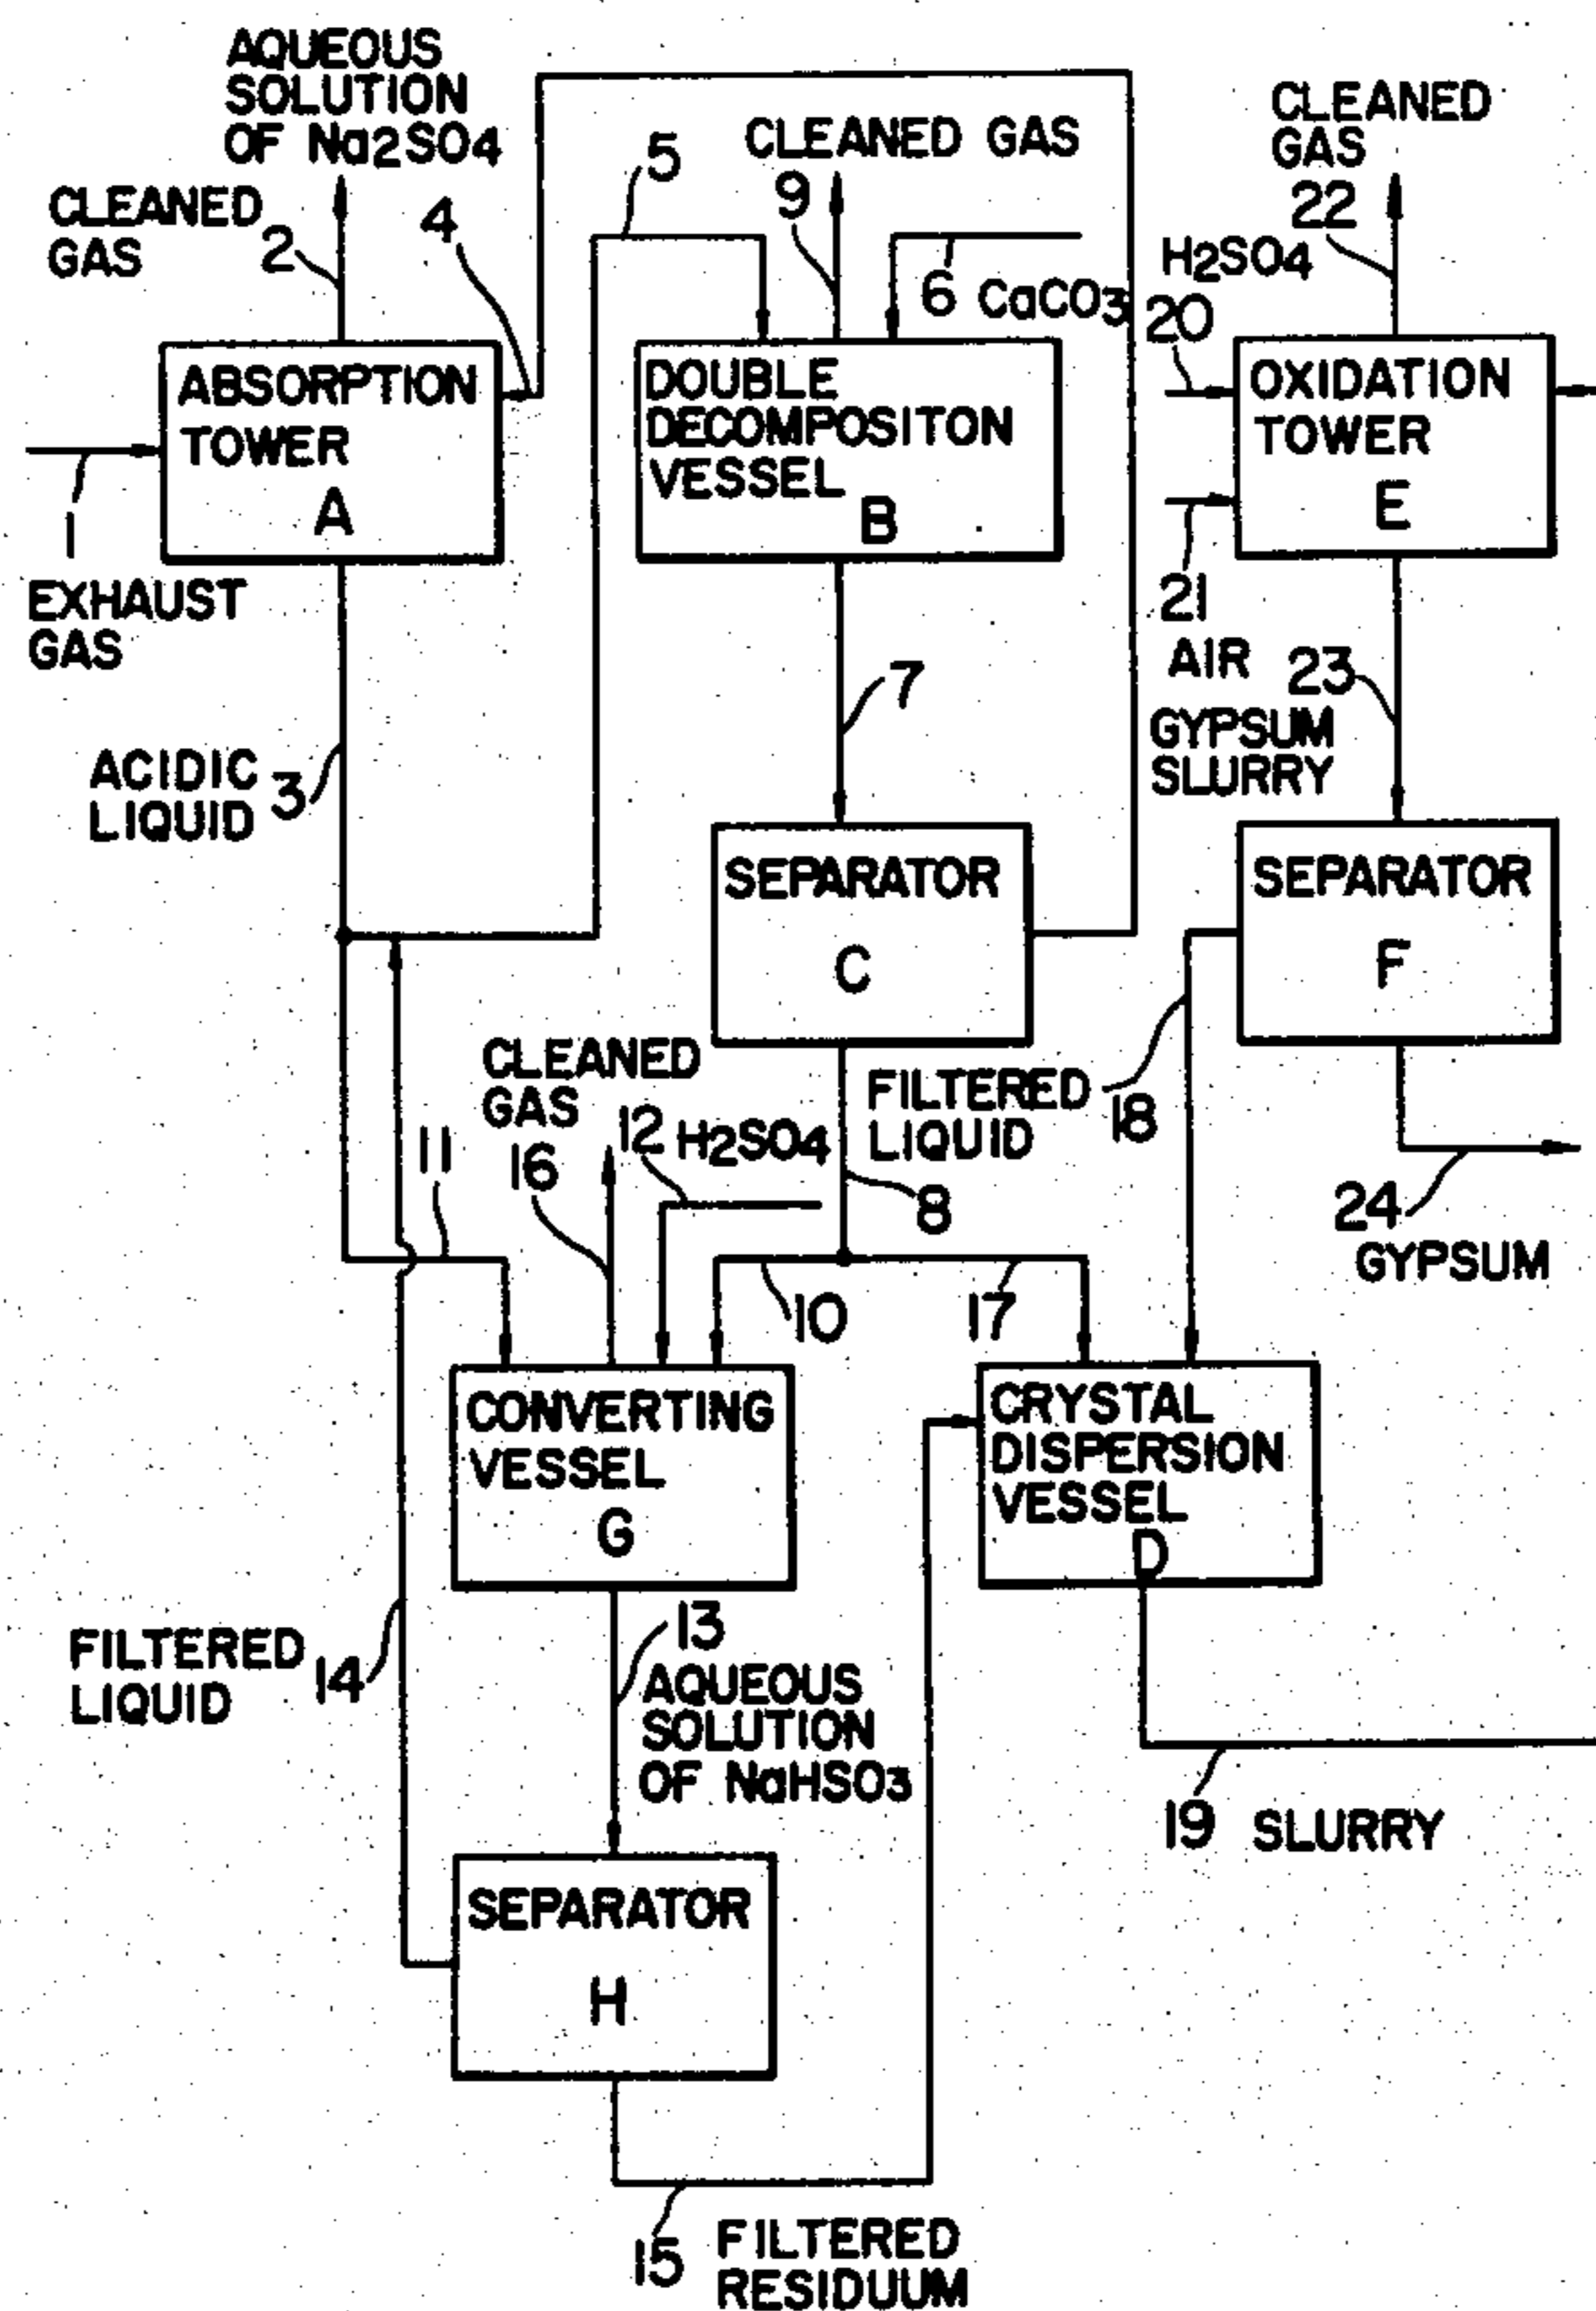 AQUEOUS
SOLUTION
OF Na2SO4
CLEANED
GAS
2
4
5
CLEANED GAS
9
6 CaCO3
CLEANED
GAS
22
H2SO4
20
ABSORPTION
TOWER
A
DOUBLE
DECOMPOSITON
VESSEL
B
OXIDATION
TOWER
E
1
EXHAUST
GAS
21
AIR
23
GYPSUM
SLURRY
7
ACIDIC
LIQUID
3
SEPARATOR
C
SEPARATOR
F
CLEANED
GAS
16
12 H2SO4
FILTERED
LIQUID
8
18
11
10
17
24
GYPSUM
CONVERTING
VESSEL
G
CRYSTAL
DISPERSION
VESSEL
D
FILTERED
LIQUID
14
13
AQUEOUS
SOLUTION
OF NaHSO3
19 SLURRY
SEPARATOR
H
15
FILTERED
RESIDUUM